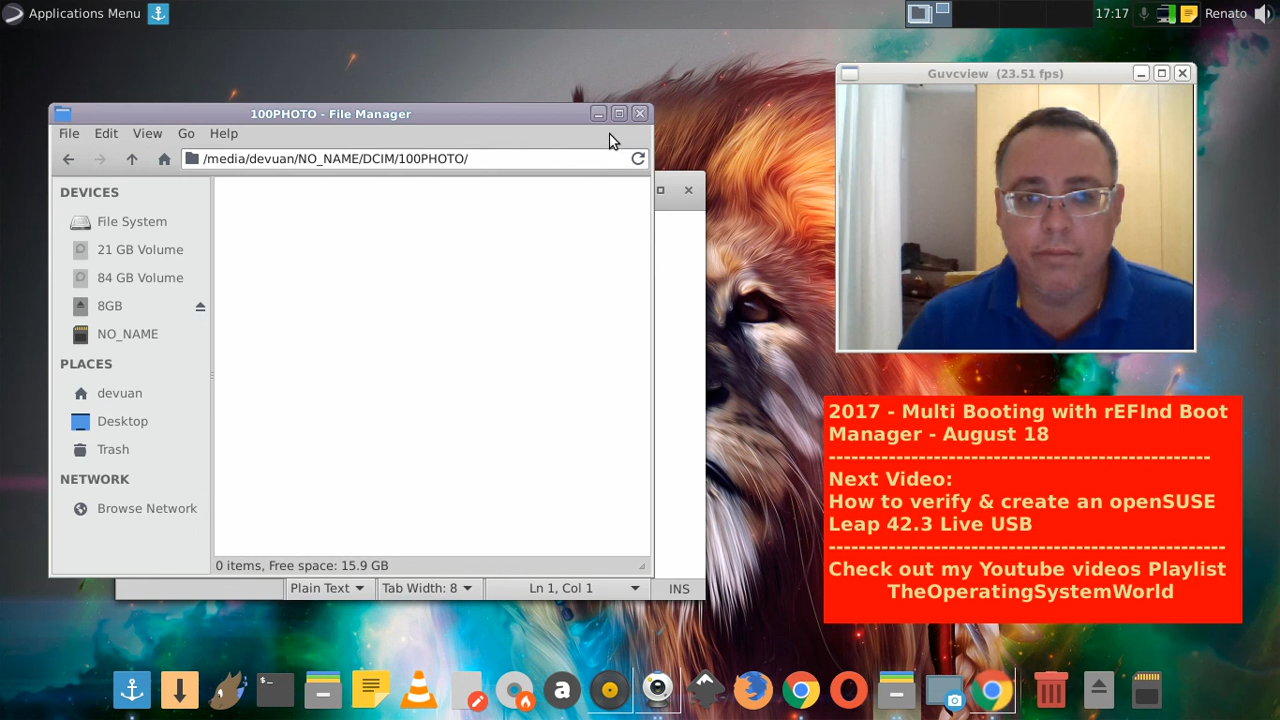 Applications Menu
17:17
Renato
Guvcview  (23.51 fps)
100PHOTO - File Manager
File Edit View Go Help
/media/devuan/NO_NAME/DCIM/100PHOTO/
DEVICES
File System
21 GB Volume
84 GB Volume
8GB
NO_NAME
PLACES
devuan
Desktop
Trash
NETWORK
Browse Network
0 items, Free space: 15.9 GB
Plain Text Tab Width: 8 Ln 1, Col 1 INS
2017 - Multi Booting with rEFInd Boot
Manager - August 18
---------------------------------------------------
Next Video:
How to verify & create an openSUSE
Leap 42.3 Live USB
-----------------------------------------------------
Check out my Youtube videos Playlist
TheOperatingSystemWorld
$-
a